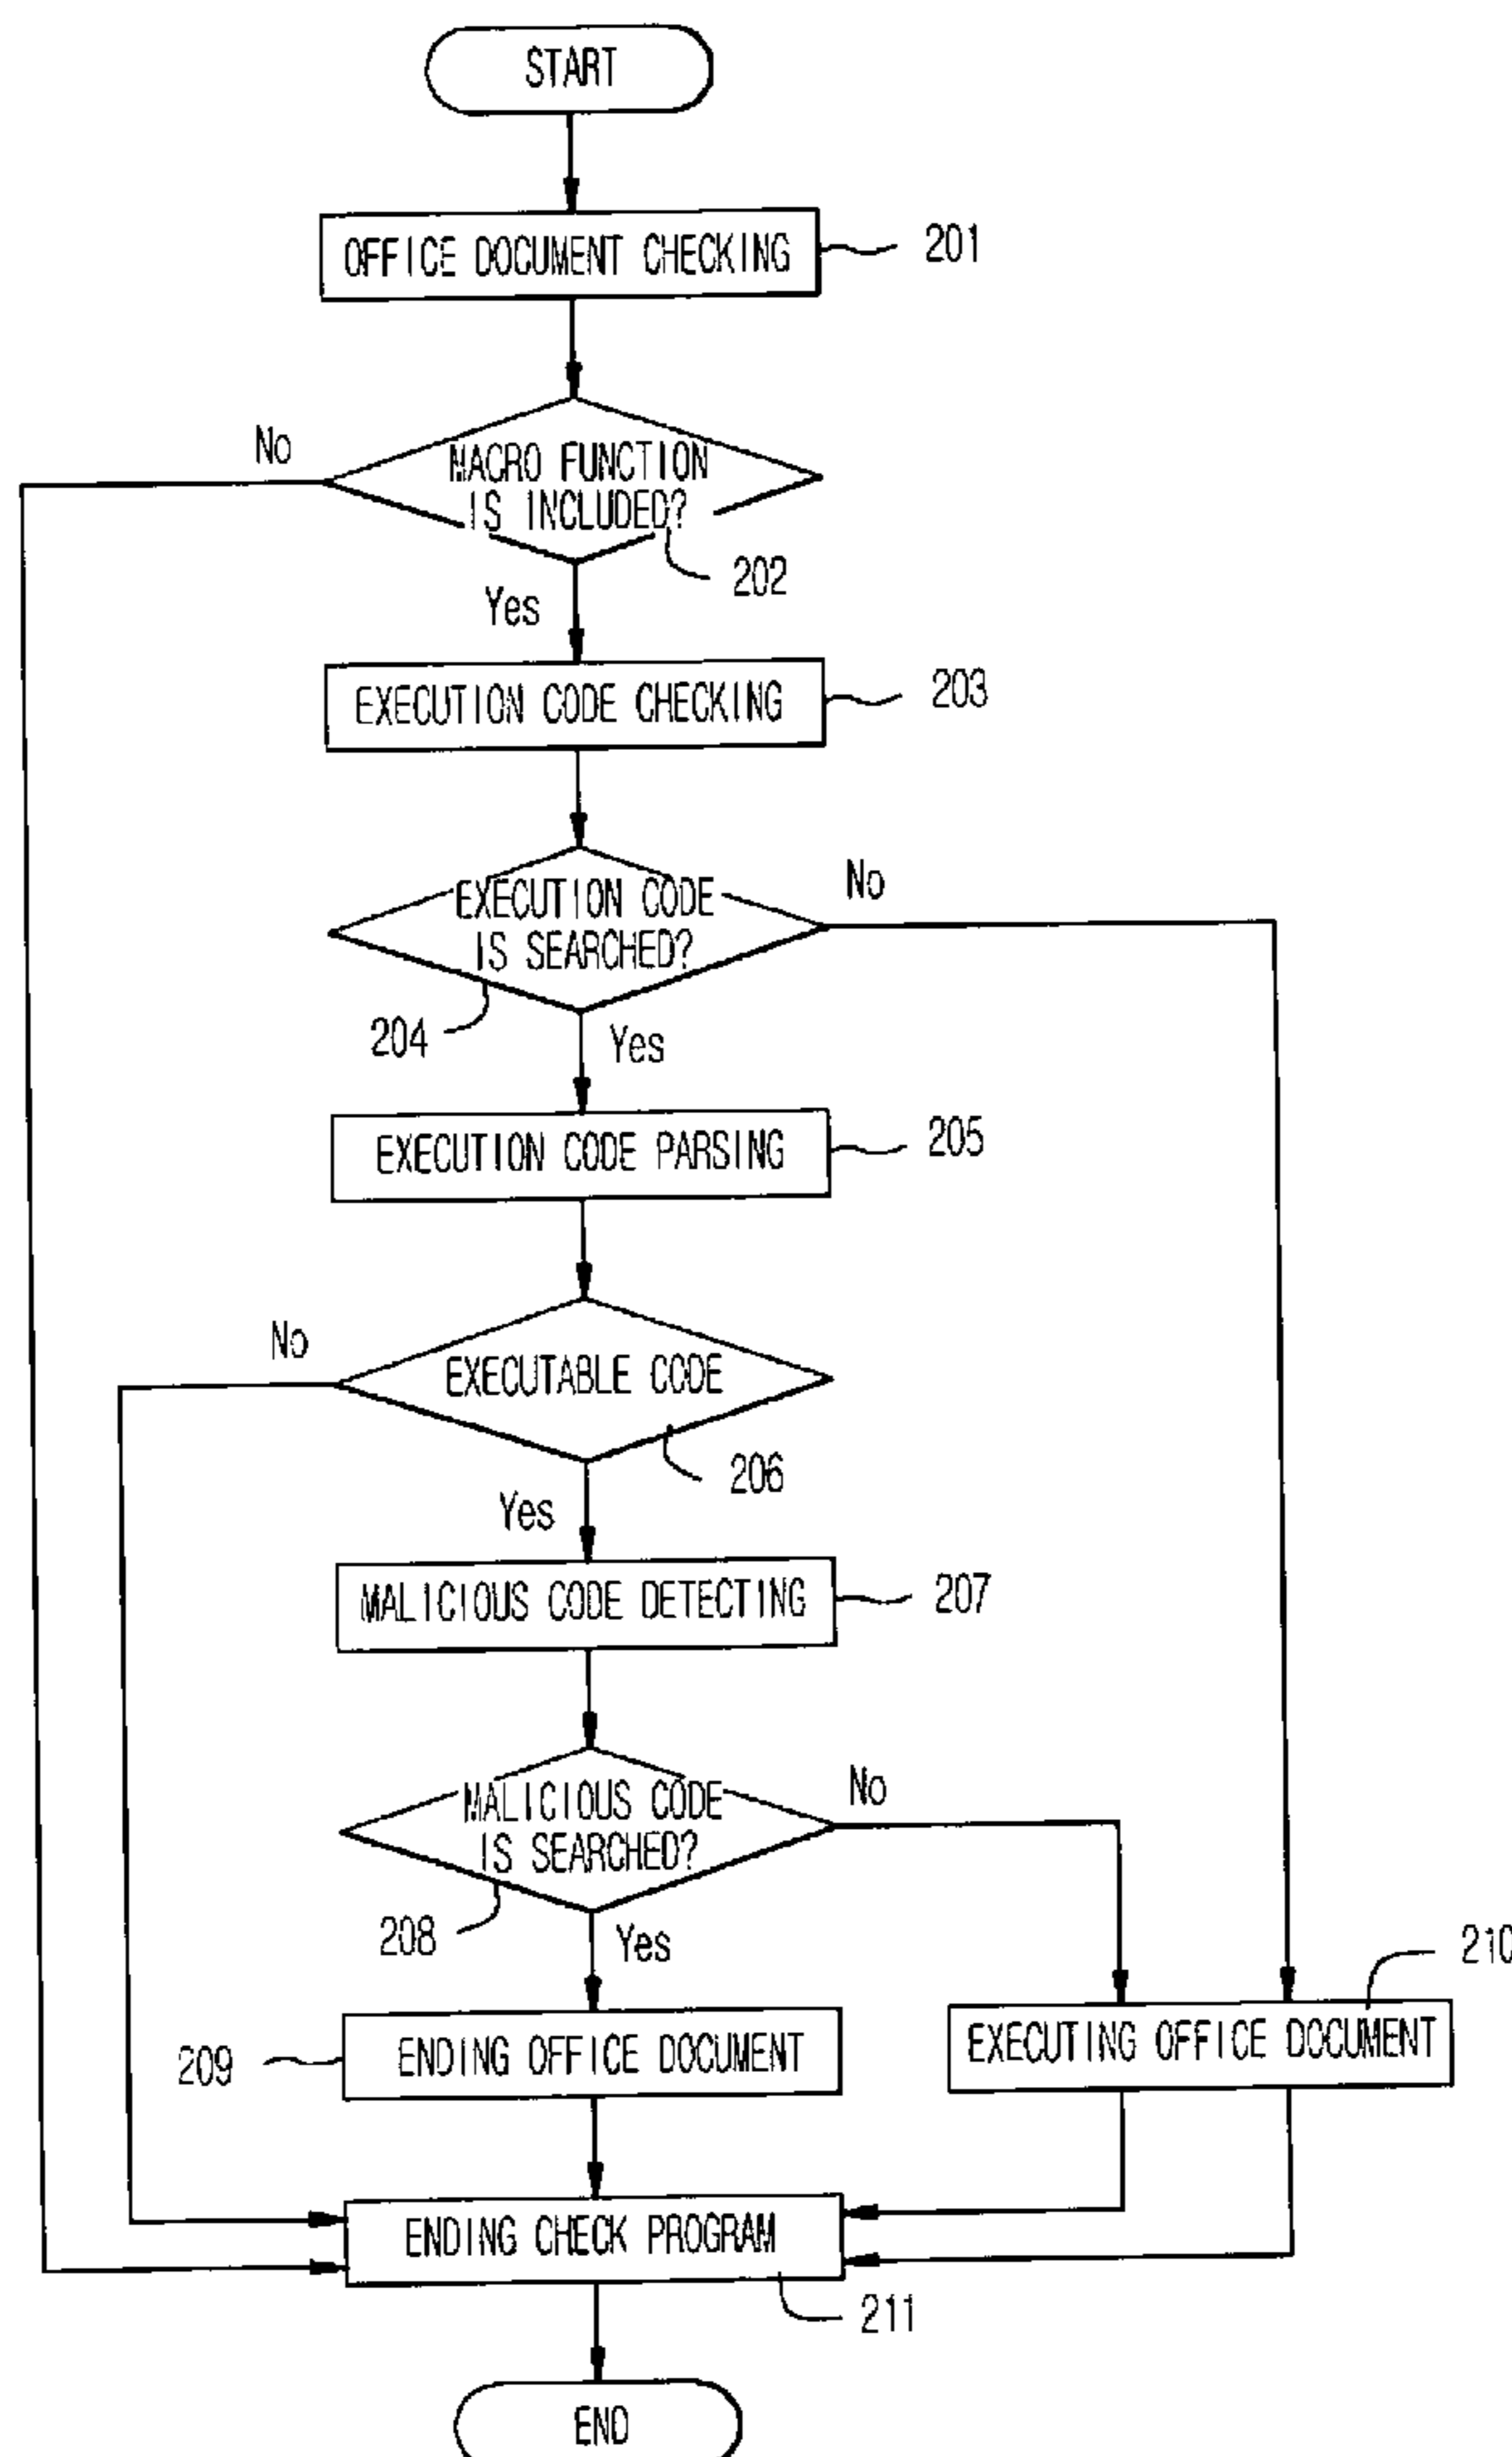 START
OFFICE DOCUMENT CHECKING
201
No
MACRO FUNCTION
IS INCLUDED?
202
Yes
EXECUTION CODE CHECKING
203
EXECUTION CODE
IS SEARCHED?
No
204
Yes
EXECUTION CODE PARSING
205
No
EXECUTABLE CODE
206
Yes
MALICIOUS CODE DETECTING
207
MALICIOUS CODE
IS SEARCHED?
No
208
Yes
210
209
ENDING OFFICE DOCUMENT
EXECUTING OFFICE DOCUMENT
ENDING CHECK PROGRAM
211
END